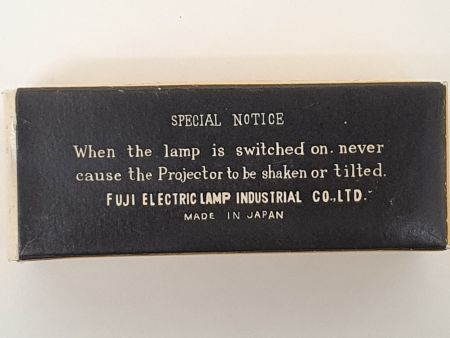 SPECIAL NOTICE
When the lamp is switched on. never
cause the Projector to be shaken or tilted.
FUJI ELECTRIC LAMP INDUSTRIAL CO.,LTD.
MADE IN JAPAN